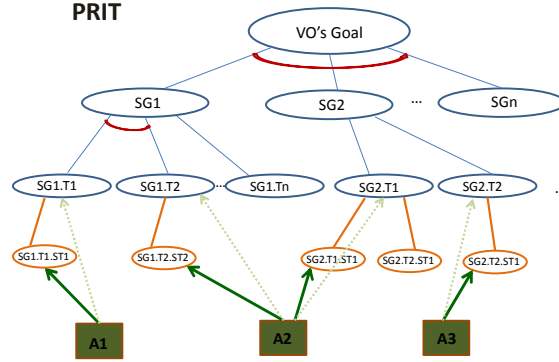 PRIT
VO's Goal
SG1
SG2
...
SGn
SG1.T1
SG1.T2
...
SG1.Tn
SG2.T1
SG2.T2
..
SG1.T1.ST1
SG1.T2.ST2
SG2.T1.ST1
SG2.T2.ST1
SG2.T2.ST1
A1
A2
A3